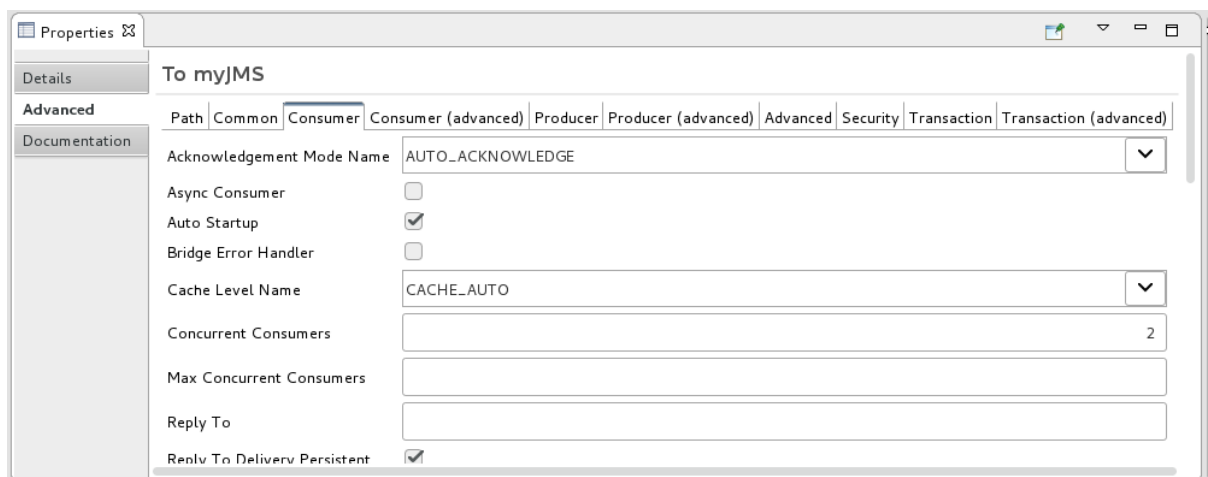 Properties
Details
To myJMS
Advanced
Path Common Consumer Consumer (advanced) Producer Producer (advanced) Advanced Security Transaction Transaction (advanced)
Documentation
Acknowledgement Mode Name AUTO_ACKNOWLEDGE
Async Consumer
Auto Startup
Bridge Error Handler
Cache Level Name CACHE_AUTO
Concurrent Consumers 2
Max Concurrent Consumers
Reply To
Reply To Delivery Persistent